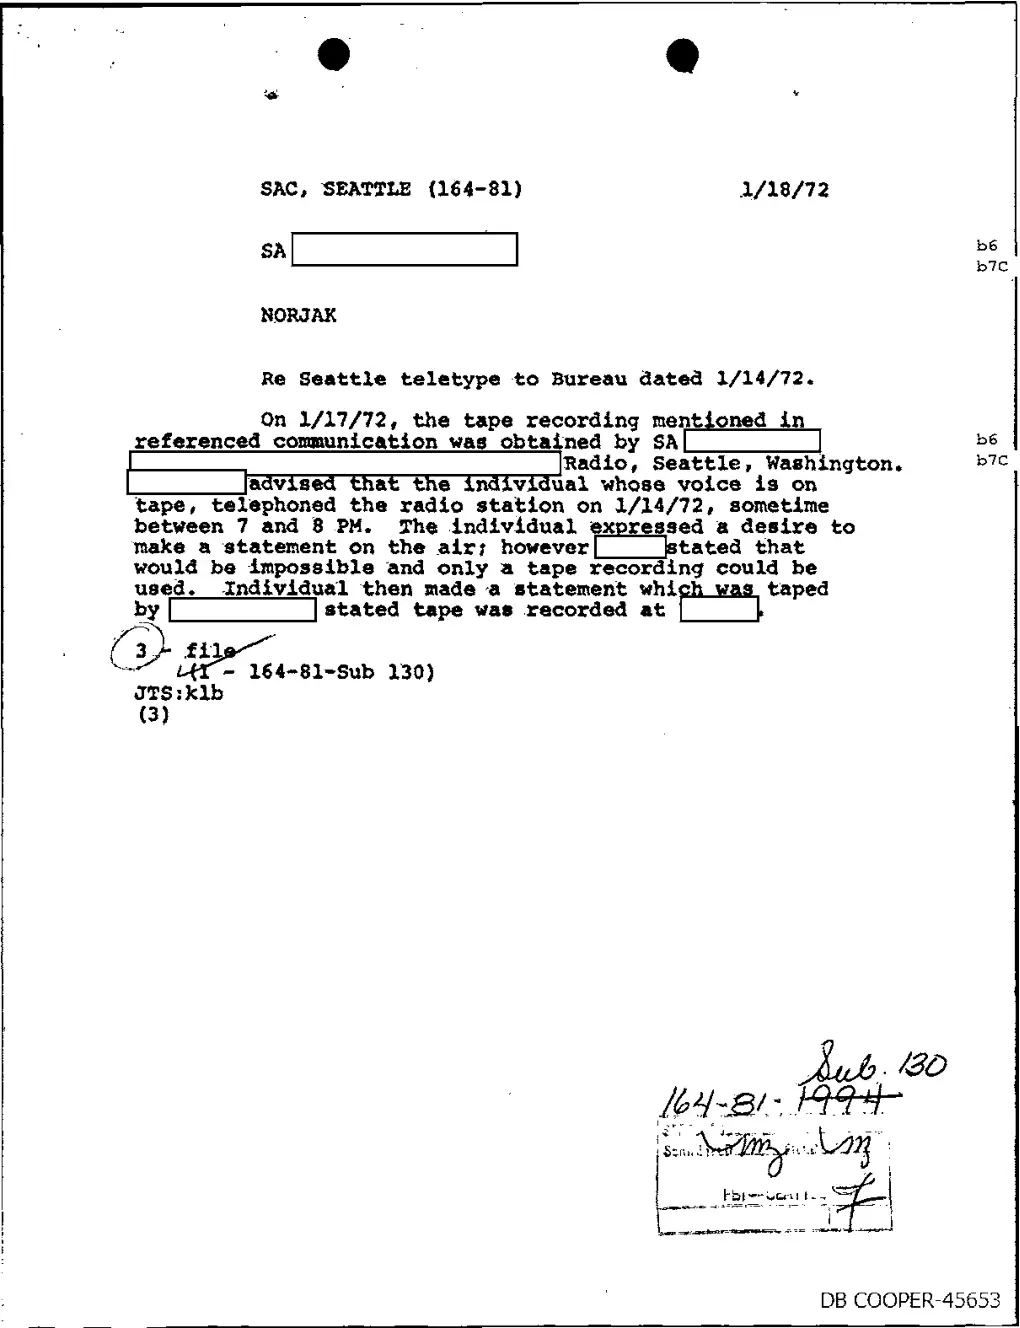 SAC, SEATTLE (164-81) 1/18/72
SA
b6
b7C
NORJAK
Re Seattle teletype to Bureau dated 1/14/72.
On 1/17/72, the tape recording mentioned in
referenced communication was obtained by SA
b6
Radio, Seattle, Washington.
b7C
advised that the individual whose voice is on
tape, telephoned the radio station on 1/14/72, sometime
between 7 and 8 PM. The individual expressed a desire to
make a statement on the air; however stated that
would be impossible and only a tape recording could be
used. Individual then made a statement which was taped
by stated tape was recorded at .
3 - file
(1 - 164-81-Sub 130)
JTS:klb
(3)
Sub. 130
164-81-1994
7
DB COOPER-45653